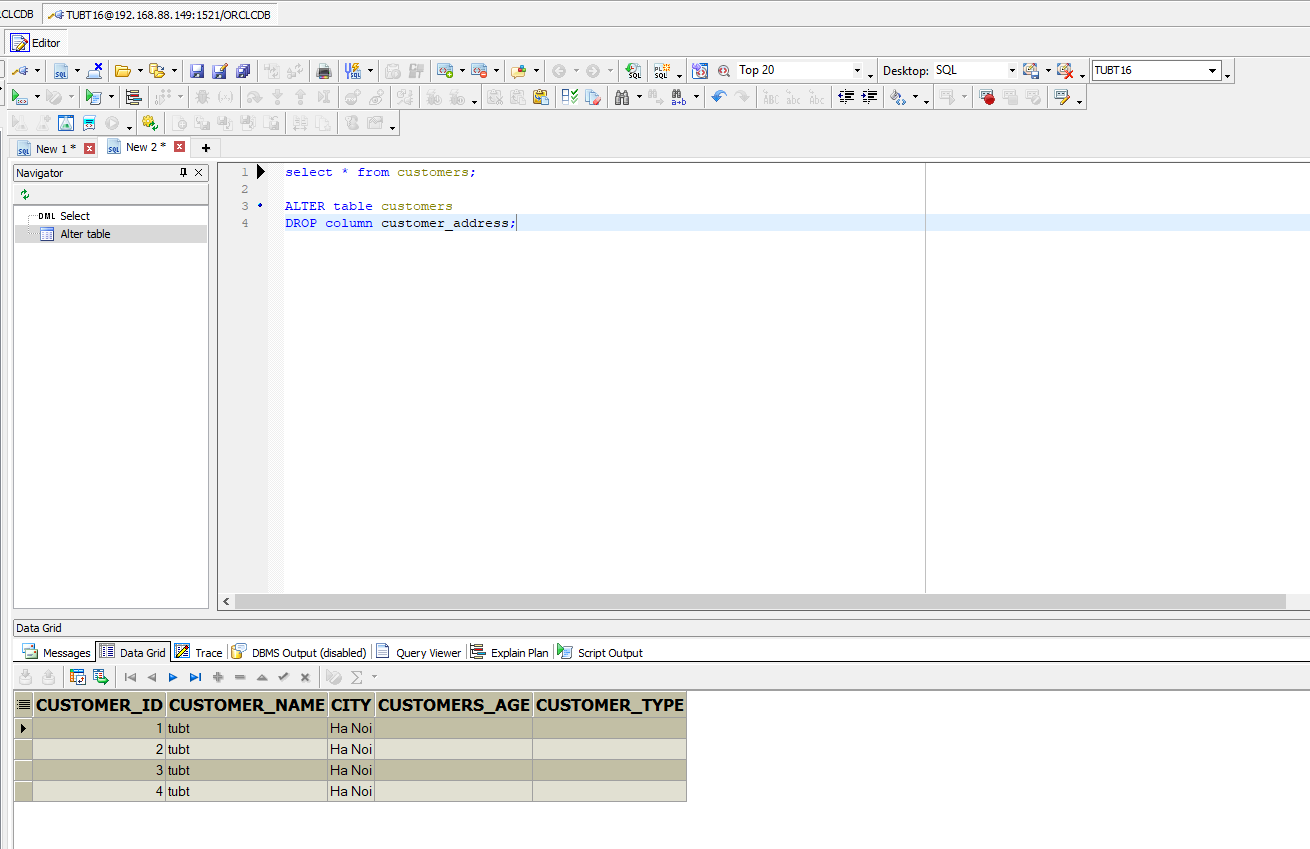 CLCDB TUBT16@192.168.88.149:1521/ORCLCDB
Editor
Top 20 Desktop: SQL TUBT16
New 1 * New 2 *
Navigator
DML Select
Alter table
1 select * from customers;
2
3 ALTER table customers
4 DROP column customer_address;
Data Grid
Messages Data Grid Trace DBMS Output (disabled) Query Viewer Explain Plan Script Output
CUSTOMER_ID CUSTOMER_NAME CITY CUSTOMERS_AGE CUSTOMER_TYPE
1 tubt Ha Noi
2 tubt Ha Noi
3 tubt Ha Noi
4 tubt Ha Noi